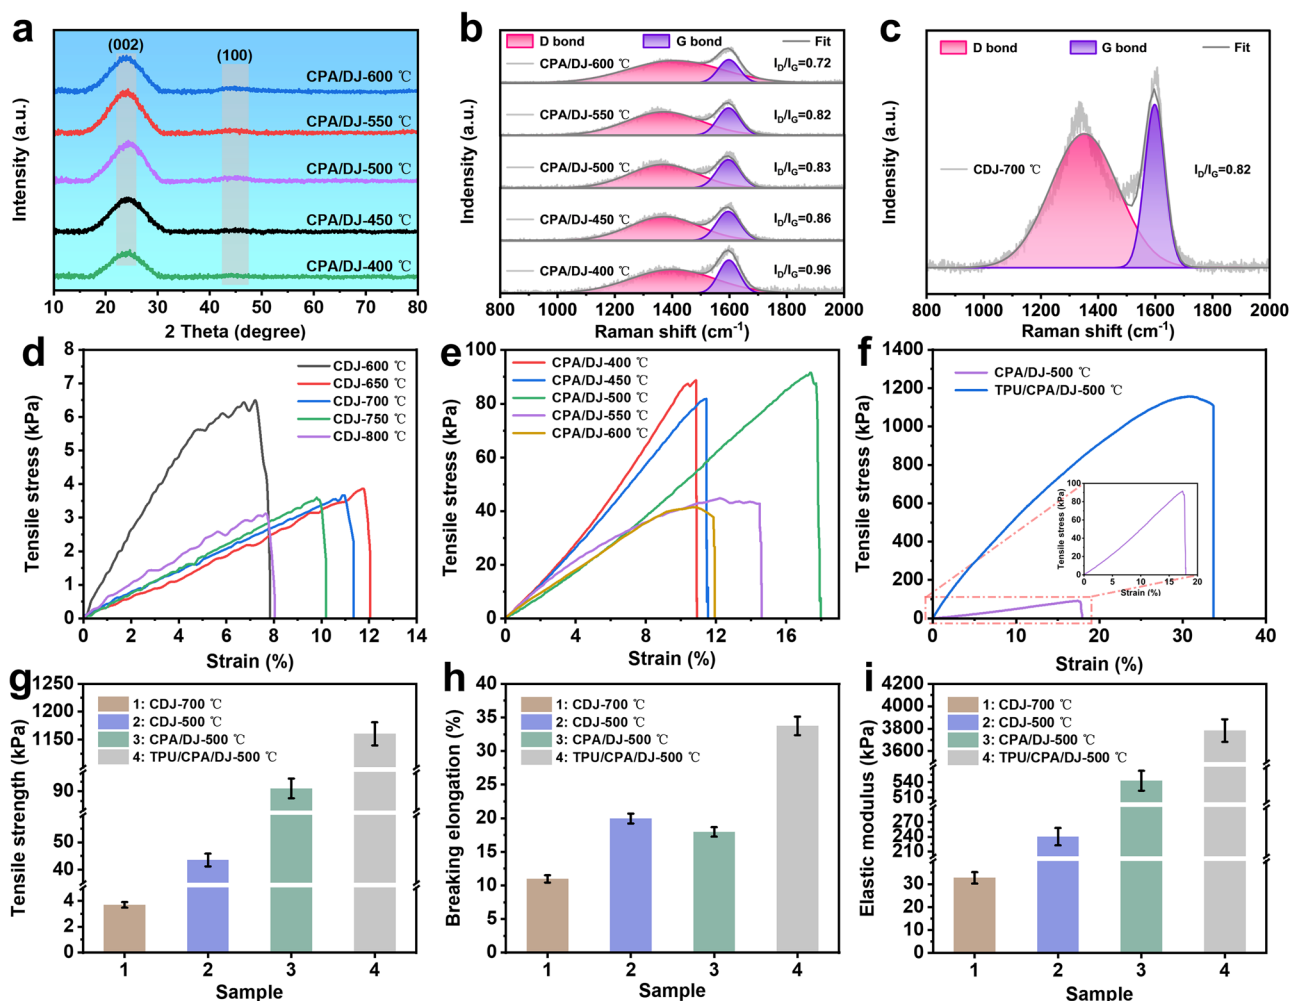 a
(002)
(100)
CPA/DJ-600 ℃
CPA/DJ-550 ℃
CPA/DJ-500 ℃
CPA/DJ-450 ℃
CPA/DJ-400 ℃
Intensity (a.u.)
10 20 30 40 50 60 70 80
2 Theta (degree)
b
D bond G bond Fit
CPA/DJ-600 ℃ I_D/I_G=0.72
CPA/DJ-550 ℃ I_D/I_G=0.82
CPA/DJ-500 ℃ I_D/I_G=0.83
CPA/DJ-450 ℃ I_D/I_G=0.86
CPA/DJ-400 ℃ I_D/I_G=0.96
Indensity (a.u.)
800 1000 1200 1400 1600 1800 2000
Raman shift (cm⁻¹)
c
D bond G bond Fit
CDJ-700 ℃ I_D/I_G=0.82
Indensity (a.u.)
800 1000 1200 1400 1600 1800 2000
Raman shift (cm⁻¹)
d
8
7
6
5
4
3
2
1
0
Tensile stress (kPa)
CDJ-600 ℃
CDJ-650 ℃
CDJ-700 ℃
CDJ-750 ℃
CDJ-800 ℃
0 2 4 6 8 10 12 14
Strain (%)
e
100
80
60
40
20
0
Tensile stress (kPa)
CPA/DJ-400 ℃
CPA/DJ-450 ℃
CPA/DJ-500 ℃
CPA/DJ-550 ℃
CPA/DJ-600 ℃
0 4 8 12 16
Strain (%)
f
1400
1200
1000
800
600
400
200
0
Tensile stress (kPa)
CPA/DJ-500 ℃
TPU/CPA/DJ-500 ℃
100
80
60
40
20
0
Tensile stress (kPa)
0 5 10 15 20
Strain (%)
0 10 20 30 40
Strain (%)
g
1250
1200
1150
90
50
40
4
2
0
Tensile strength (kPa)
1: CDJ-700 ℃
2: CDJ-500 ℃
3: CPA/DJ-500 ℃
4: TPU/CPA/DJ-500 ℃
1 2 3 4
Sample
h
40
35
30
25
20
15
10
5
0
Breaking elongation (%)
1: CDJ-700 ℃
2: CDJ-500 ℃
3: CPA/DJ-500 ℃
4: TPU/CPA/DJ-500 ℃
1 2 3 4
Sample
i
4200
4000
3800
3600
540
510
270
240
210
30
20
10
0
Elastic modulus (kPa)
1: CDJ-700 ℃
2: CDJ-500 ℃
3: CPA/DJ-500 ℃
4: TPU/CPA/DJ-500 ℃
1 2 3 4
Sample